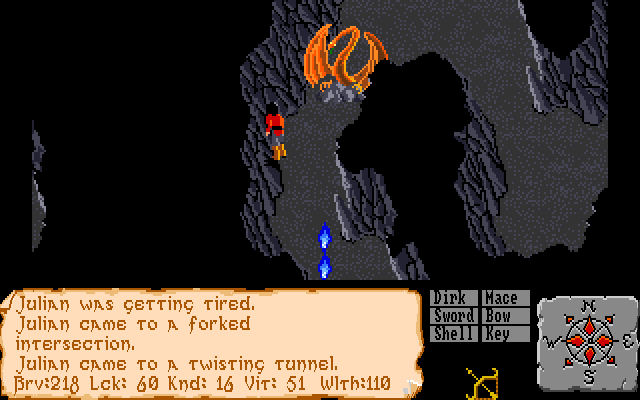 Julian was getting tired.
Julian came to a forked
intersection.
Julian came to a twisting tunnel.
Brv:218 Lck: 60 Knd: 16 Vit: 51 Wlth:110
Dirk Mace
Sword Bow
Shell Key
N
W E
S